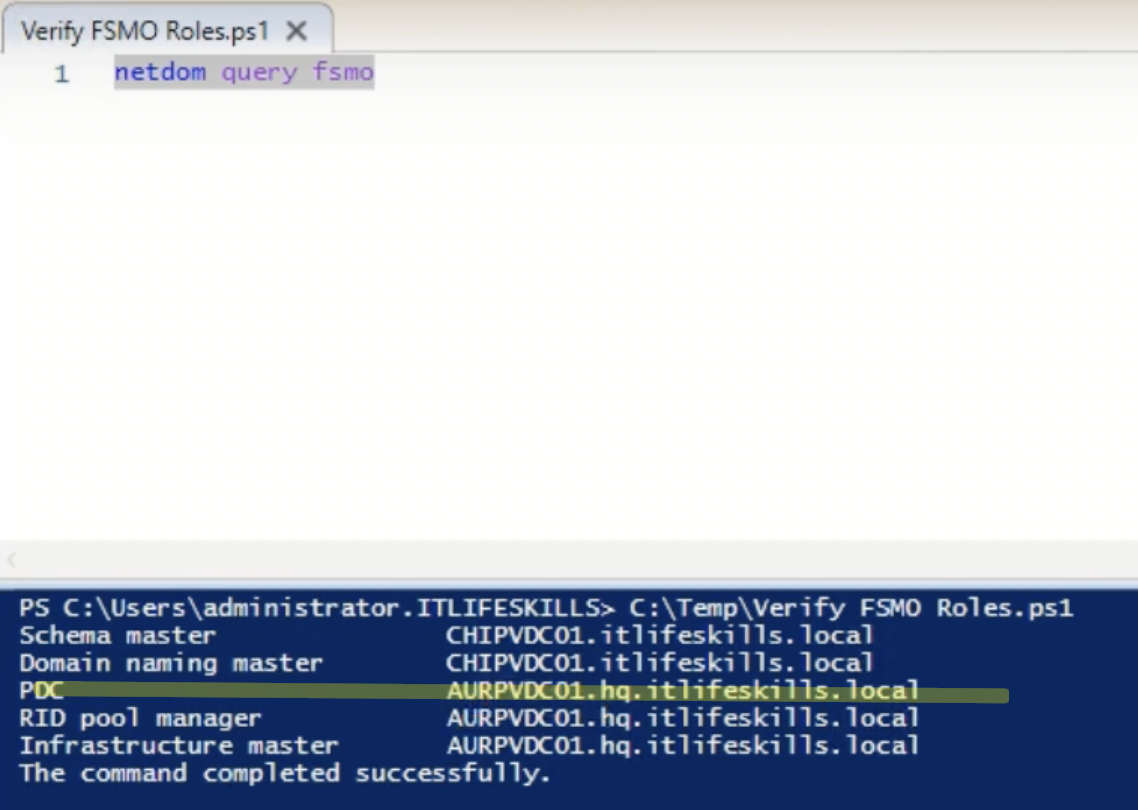 Verify FSMO Roles.ps1 X
1 netdom query fsmo
PS C:\Users\administrator.ITLIFESKILLS> C:\Temp\Verify FSMO Roles.ps1
Schema master CHIPVDC01.itlifeskills.local
Domain naming master CHIPVDC01.itlifeskills.local
PDC AURPVDC01.hq.itlifeskills.local
RID pool manager AURPVDC01.hq.itlifeskills.local
Infrastructure master AURPVDC01.hq.itlifeskills.local
The command completed successfully.